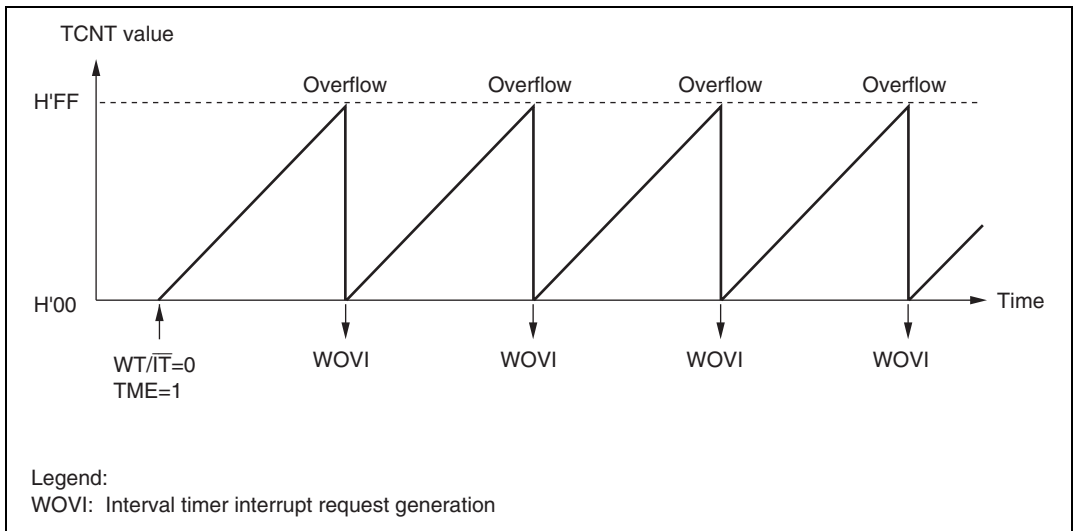 TCNT value
Overflow Overflow Overflow Overflow
H'FF
H'00
Time
WT/I̅T̅=0
TME=1
WOVI WOVI WOVI WOVI
Legend:
WOVI: Interval timer interrupt request generation